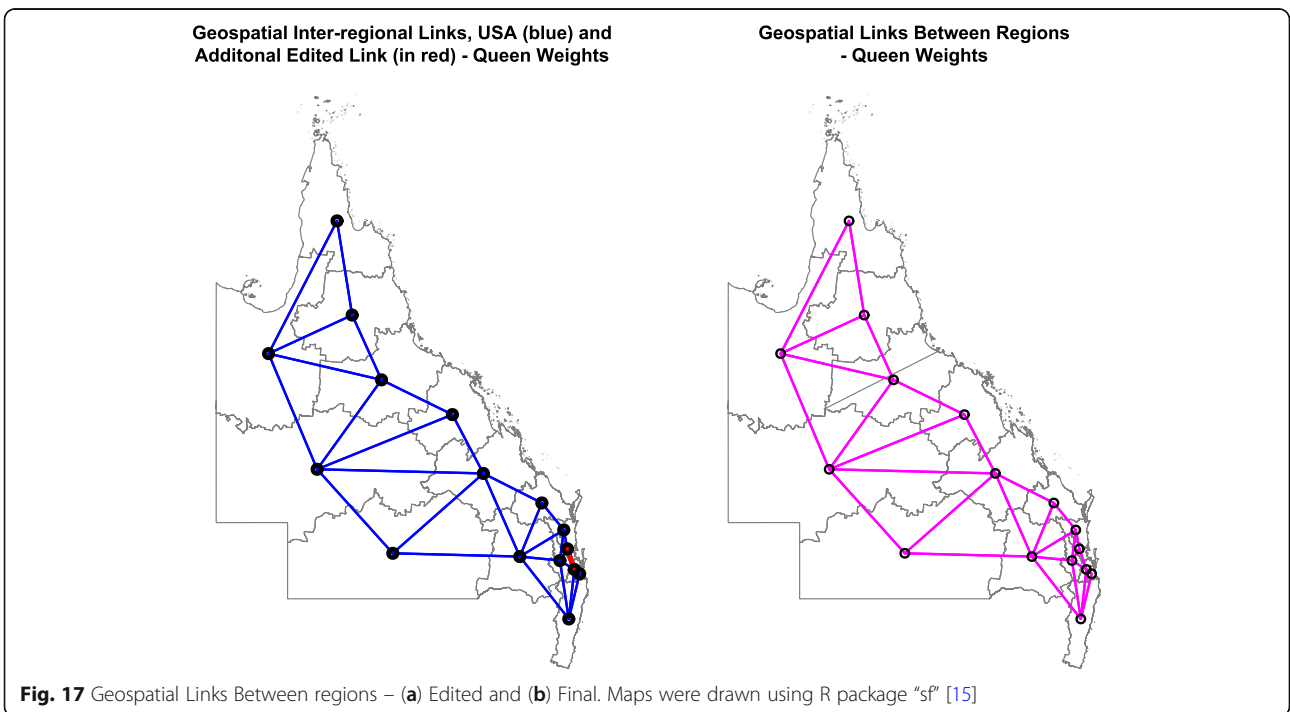 Geospatial Inter-regional Links, USA (blue) and
Additonal Edited Link (in red) - Queen Weights
Geospatial Links Between Regions
- Queen Weights
Fig. 17 Geospatial Links Between regions – (a) Edited and (b) Final. Maps were drawn using R package “sf” [15]